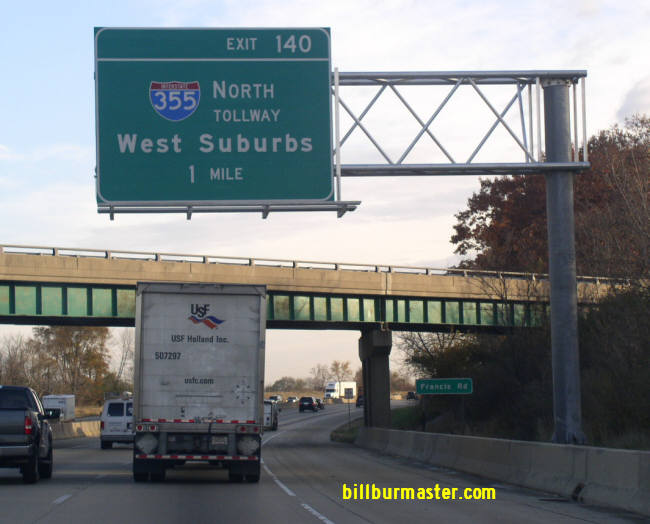 EXIT 140
INTERSTATE
355 NORTH
TOLLWAY
West Suburbs
1 MILE
USF
USF Holland Inc.
507297
usfc.com
Francis Rd
billburmaster.com